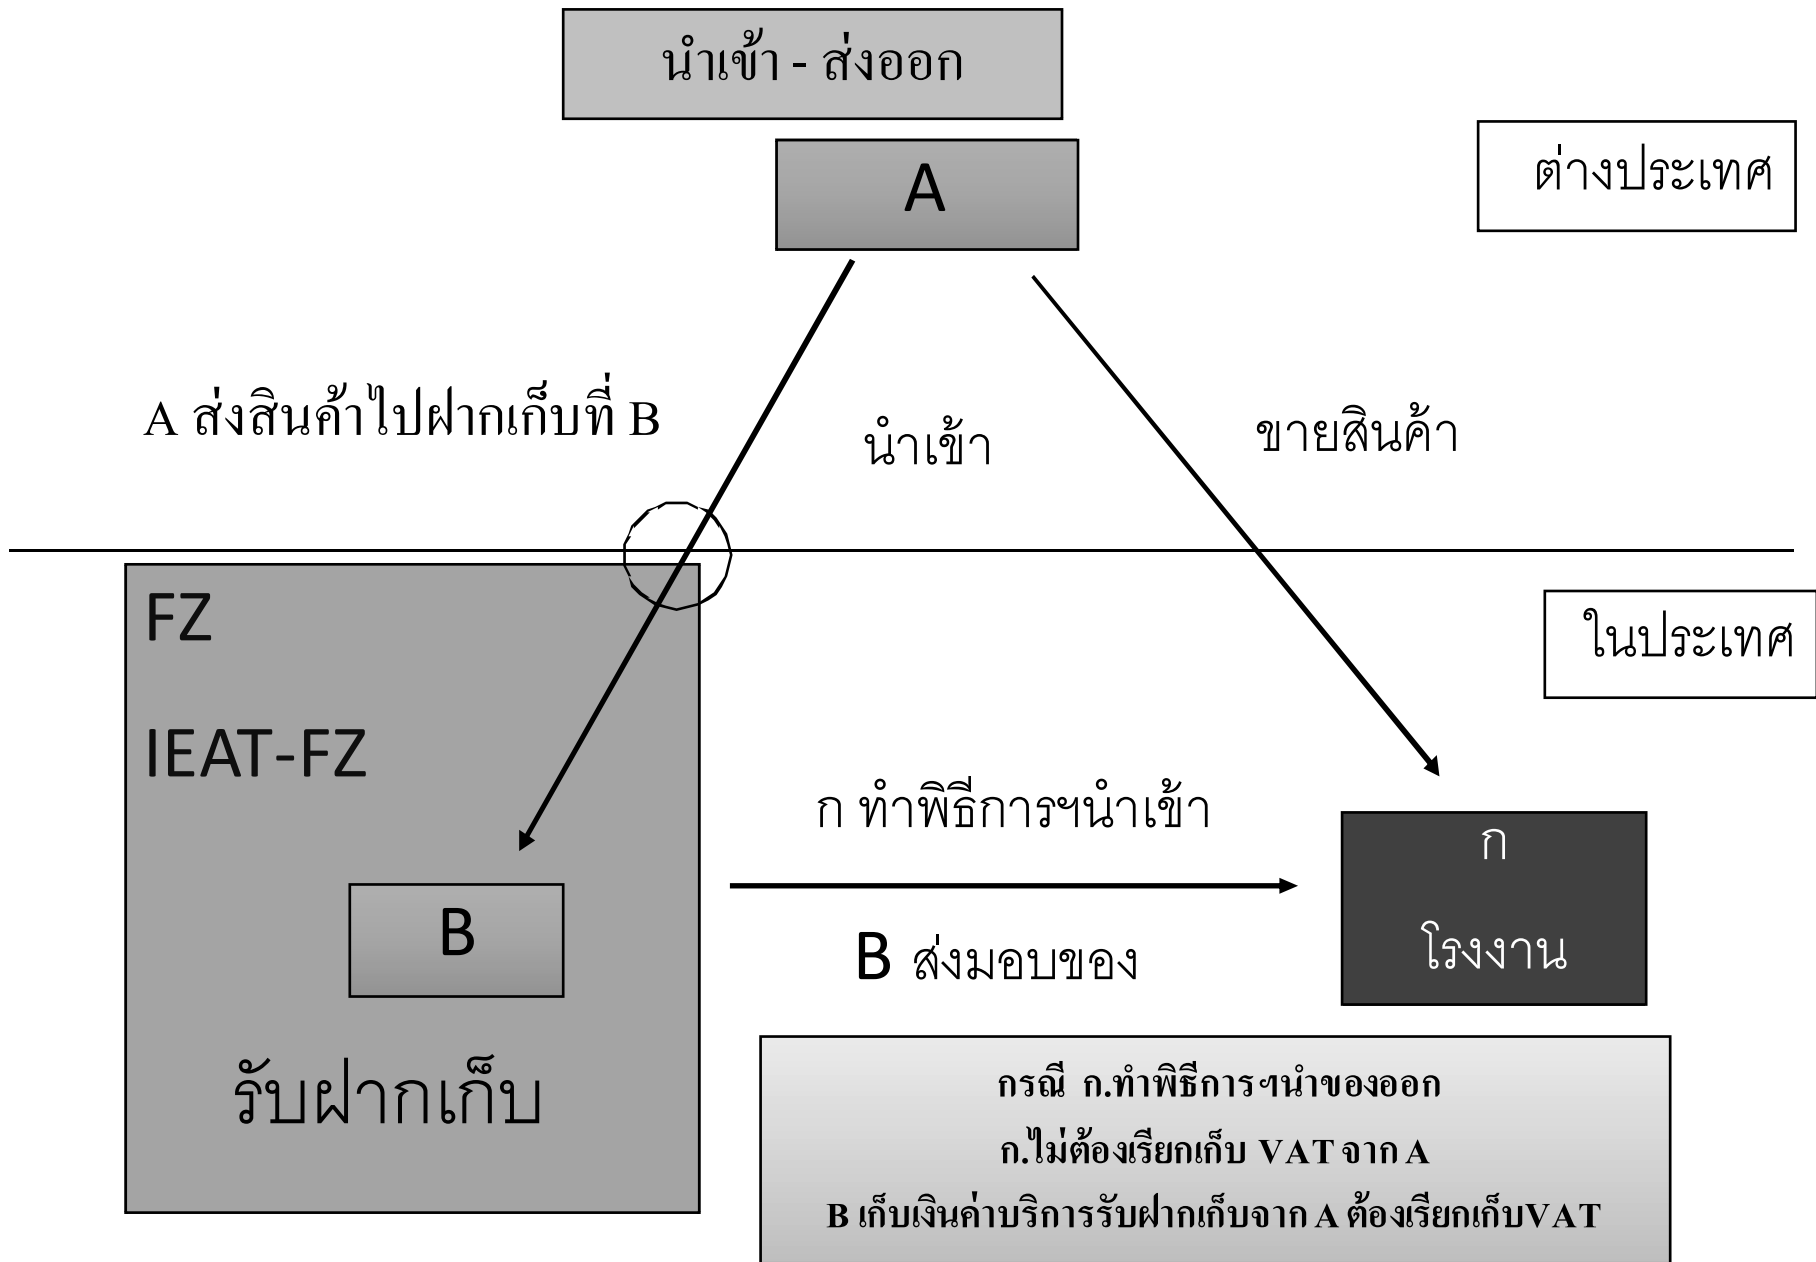 นำเข้า - ส่งออก
A
ต่างประเทศ
A ส่งสินค้าไปฝากเก็บที่ B
นำเข้า
ขายสินค้า
FZ
ในประเทศ
IEAT-FZ
ก ทำพิธีการฯนำเข้า
ก
โรงงาน
B
B ส่งมอบของ
รับฝากเก็บ
กรณี ก.ทำพิธีการฯนำของออก
ก.ไม่ต้องเรียกเก็บ VAT จาก A
B เก็บเงินค่าบริการรับฝากเก็บจาก A ต้องเรียกเก็บVAT